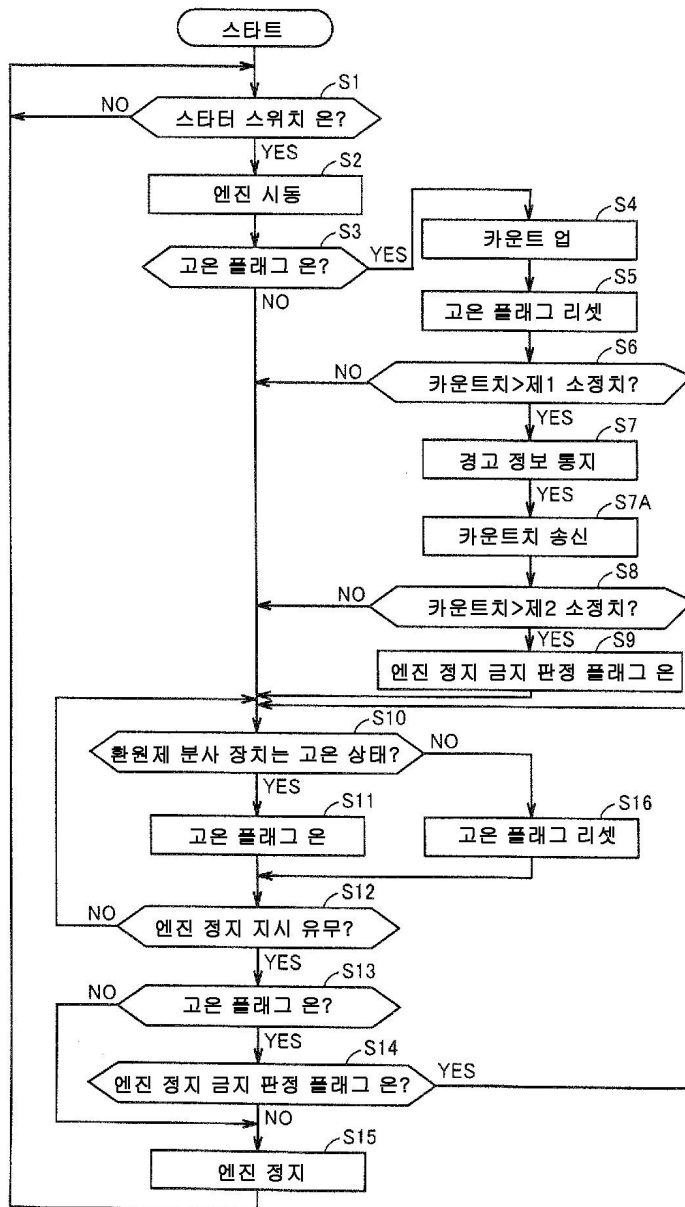 스타트
S1
NO
스타터 스위치 온?
YES
S2
엔진 시동
S3
고온 플래그 온?
YES
NO
S4
카운트 업
S5
고온 플래그 리셋
S6
NO
카운트치>제1 소정치?
YES
S7
경고 정보 통지
YES
S7A
카운트치 송신
S8
NO
카운트치>제2 소정치?
YES
S9
엔진 정지 금지 판정 플래그 온
S10
환원제 분사 장치는 고온 상태?
NO
YES
S11
고온 플래그 온
S16
고온 플래그 리셋
S12
NO
엔진 정지 지시 유무?
YES
S13
NO
고온 플래그 온?
YES
S14
엔진 정지 금지 판정 플래그 온?
YES
NO
S15
엔진 정지